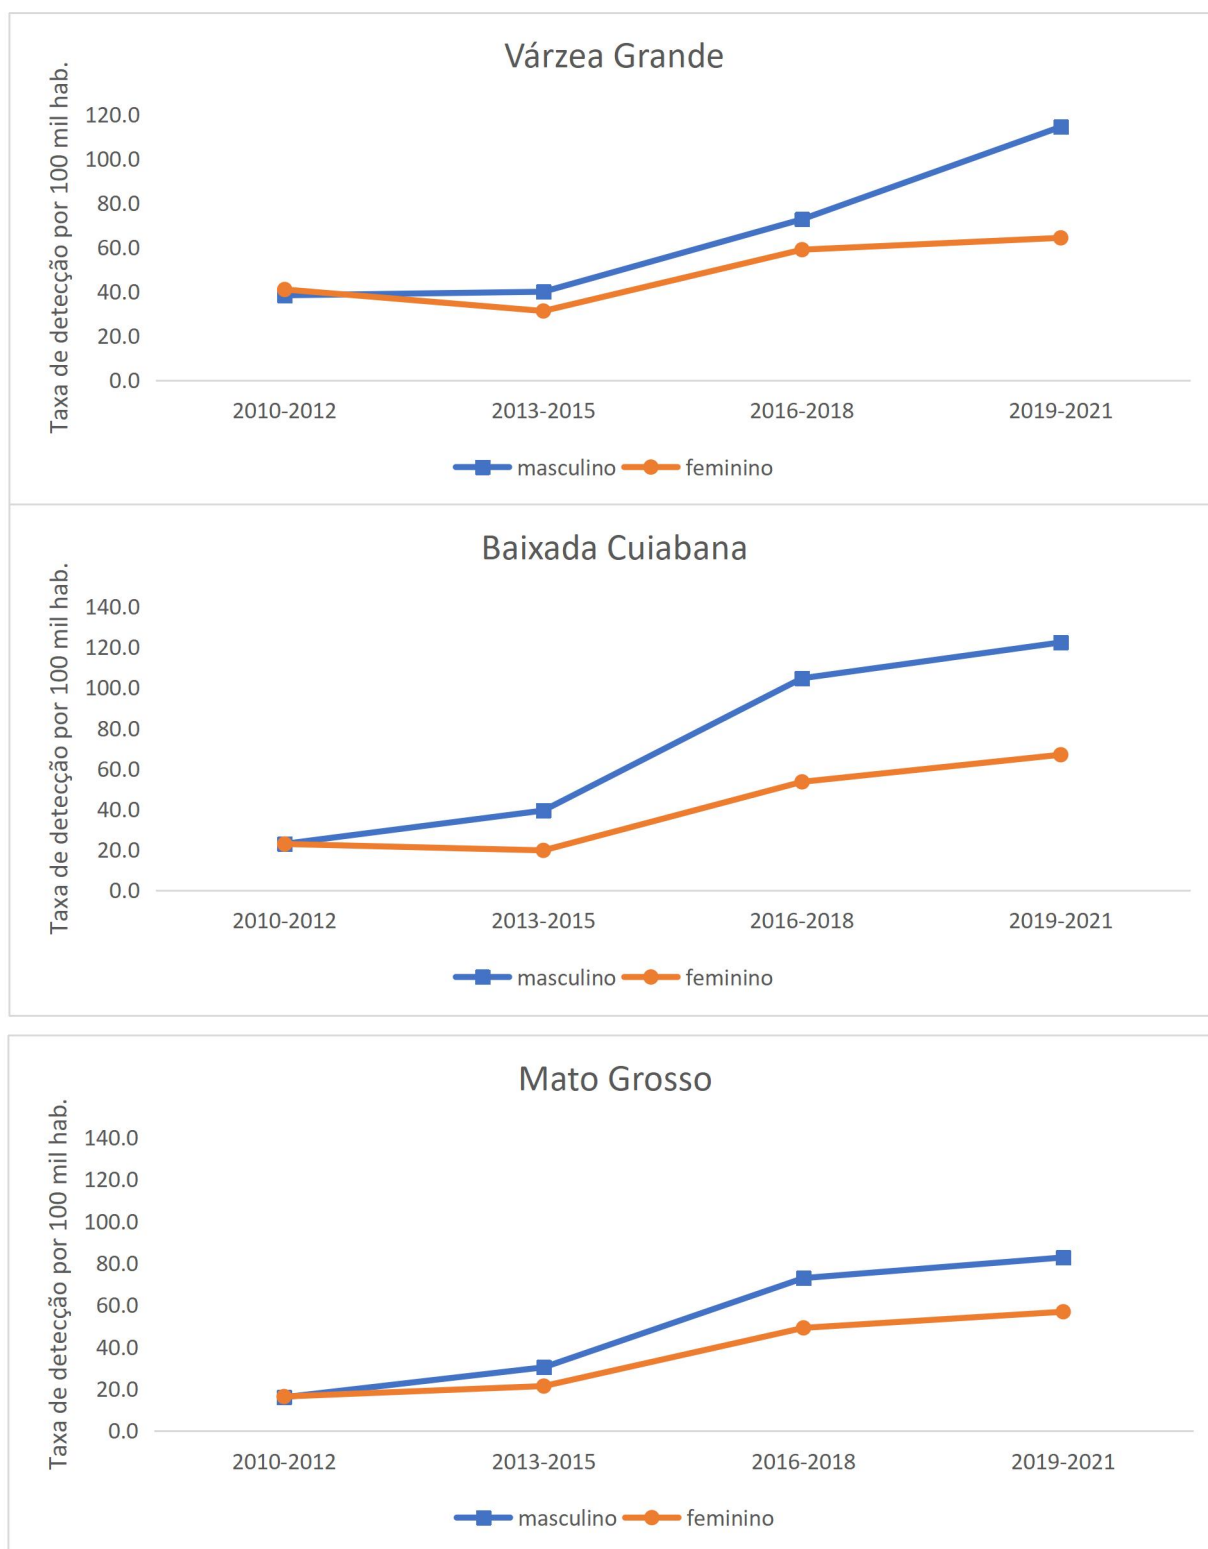 Várzea Grande
Taxa de detecção por 100 mil hab.
120.0
100.0
80.0
60.0
40.0
20.0
0.0
2010-2012 2013-2015 2016-2018 2019-2021
masculino feminino
Baixada Cuiabana
Taxa de detecção por 100 mil hab.
140.0
120.0
100.0
80.0
60.0
40.0
20.0
0.0
2010-2012 2013-2015 2016-2018 2019-2021
masculino feminino
Mato Grosso
Taxa de detecção por 100 mil hab.
140.0
120.0
100.0
80.0
60.0
40.0
20.0
0.0
2010-2012 2013-2015 2016-2018 2019-2021
masculino feminino